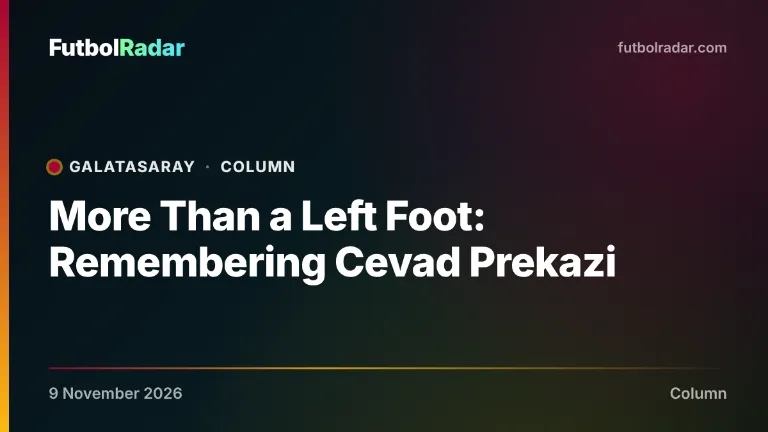 FutbolRadar
futbolradar.com
GALATASARAY · COLUMN
More Than a Left Foot:
Remembering Cevad Prekazi
9 November 2026
Column